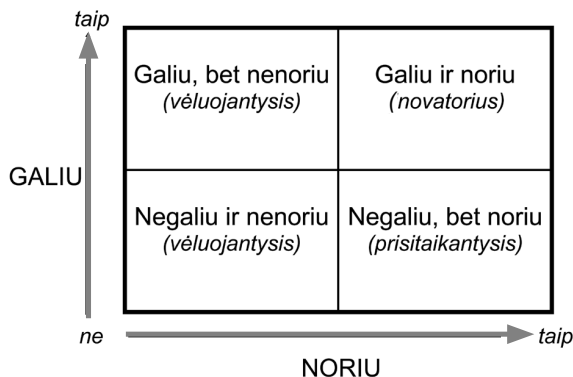 taip
Galiu, bet nenoriu
(vėluojantysis)
Galiu ir noriu
(novatorius)
GALIU
Negaliu ir nenoriu
(vėluojantysis)
Negaliu, bet noriu
(prisitaikantysis)
ne
taip
NORIU